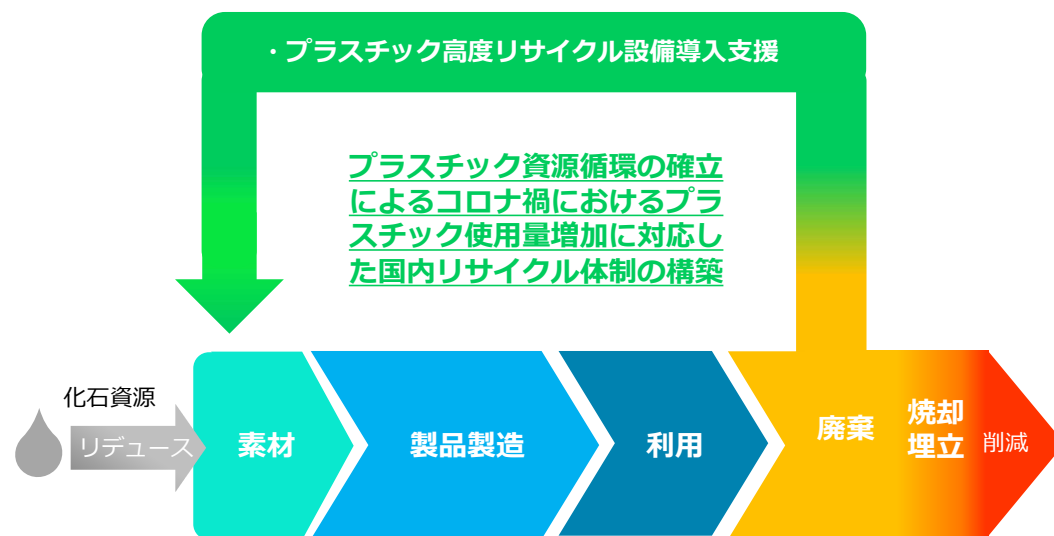 ・プラスチック高度リサイクル設備導入支援
プラスチック資源循環の確立
によるコロナ禍におけるプラ
スチック使用量増加に対応し
た国内リサイクル体制の構築
化石資源
リデュース
素材
製品製造
利用
廃棄
焼却
埋立
削減